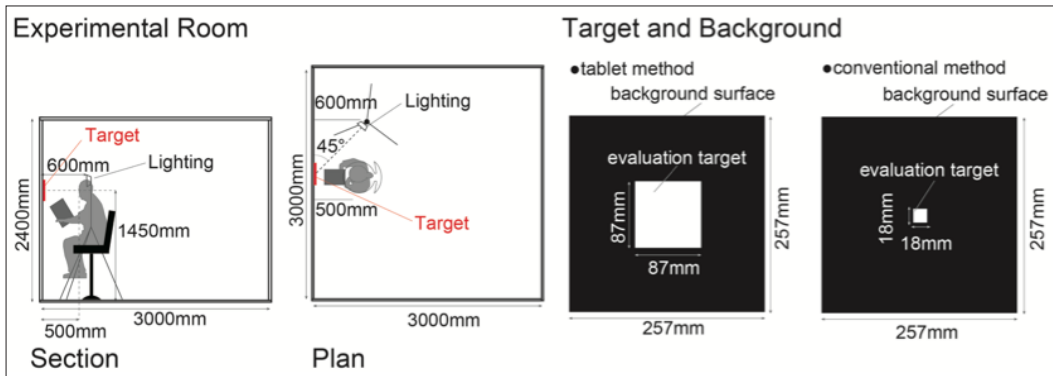 Experimental Room
Target
600mm
Lighting
2400mm
1450mm
500mm
3000mm
Section
600mm
Lighting
45°
3000mm
500mm
Target
3000mm
Plan
Target and Background
●tablet method
background surface
evaluation target
87mm
87mm
257mm
257mm
●conventional method
background surface
evaluation target
18mm
18mm
257mm
257mm